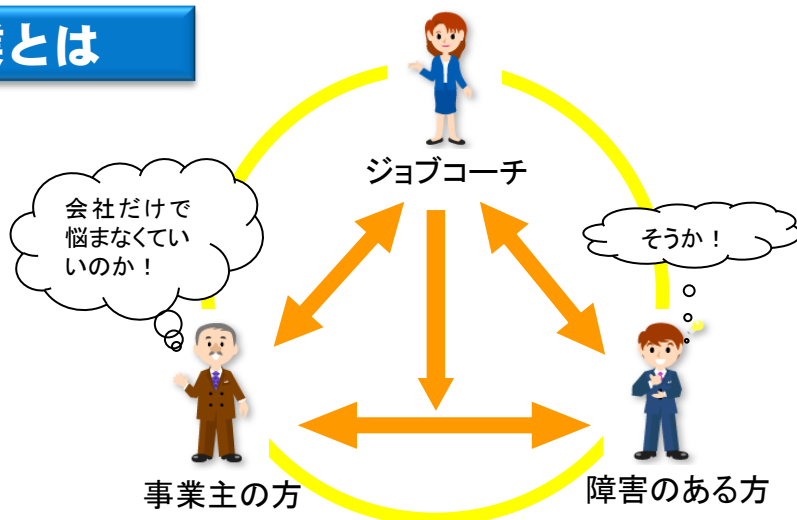 業とは
ジョブコーチ
会社だけで
悩まなくてい
いのか！
そうか！
事業主の方
障害のある方